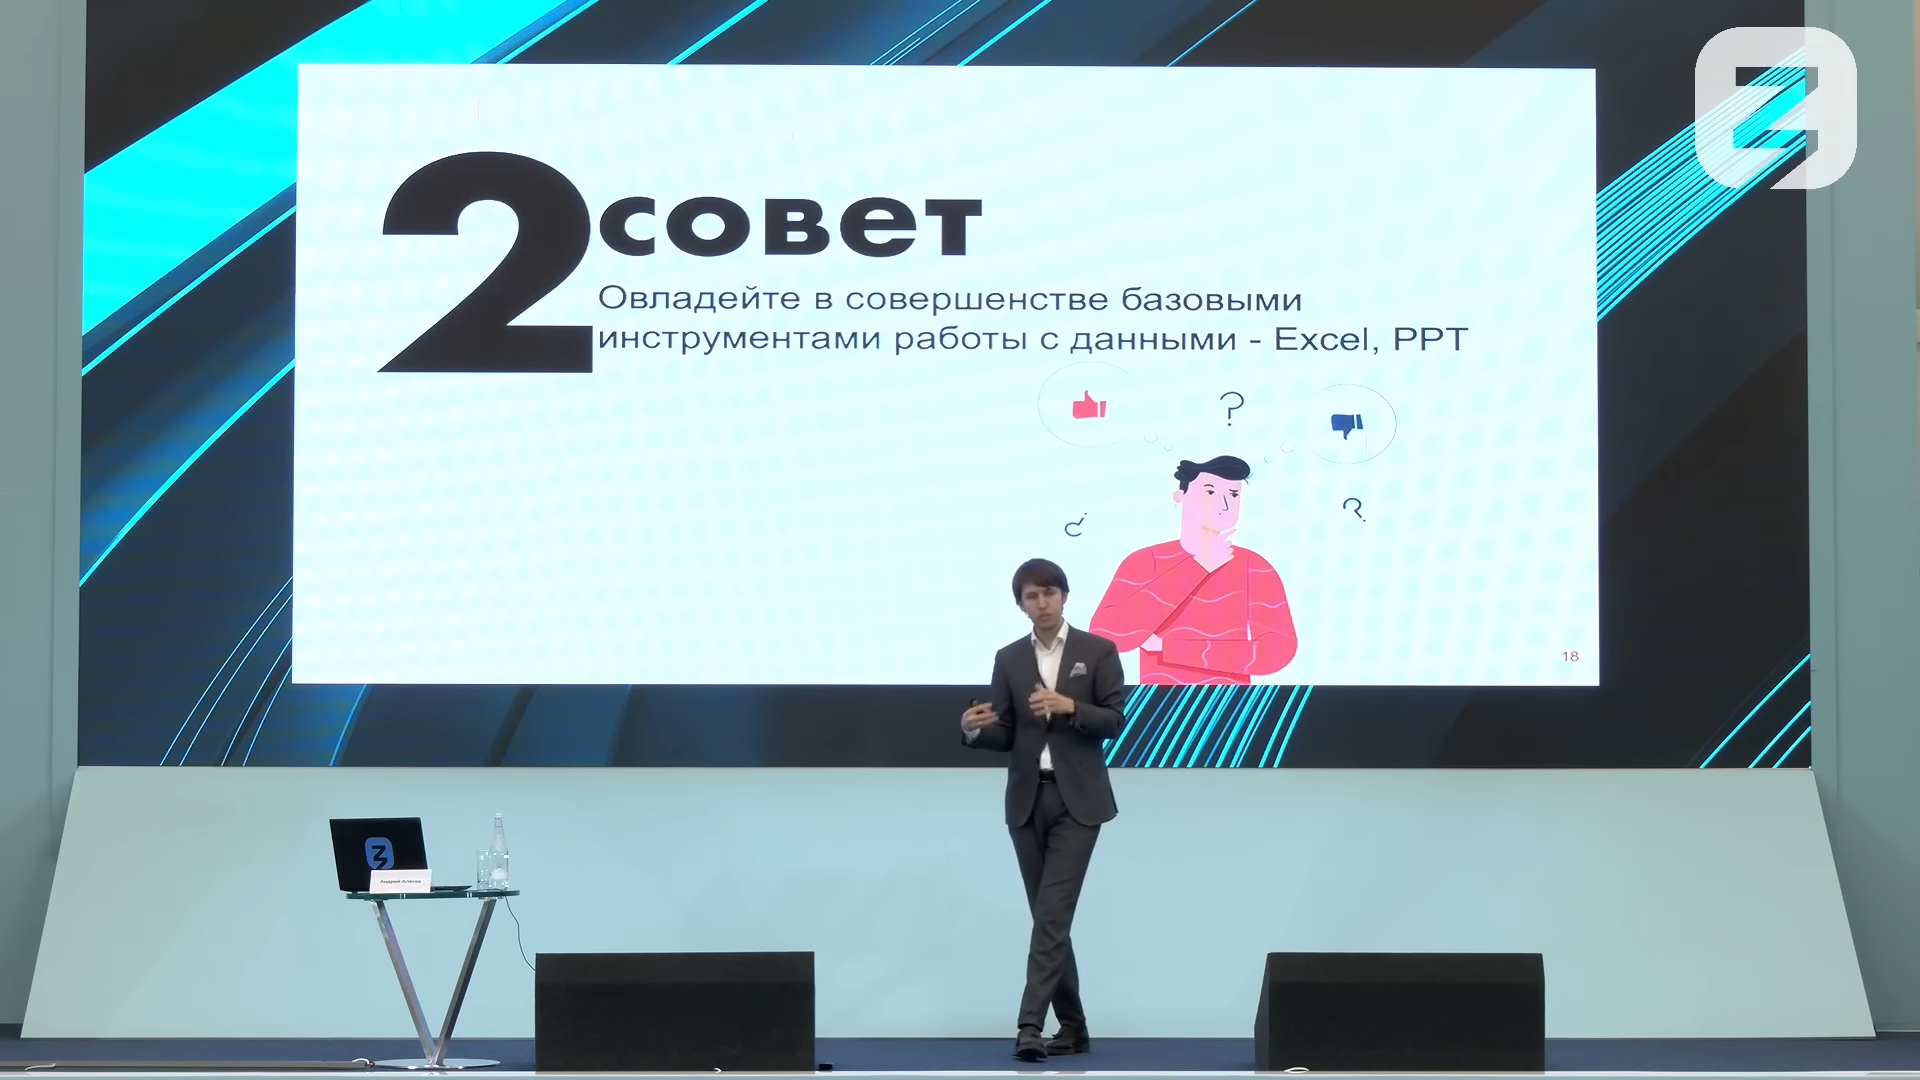 2 совет
Овладейте в совершенстве базовыми
инструментами работы с данными - Excel, PPT
?
?
?
18